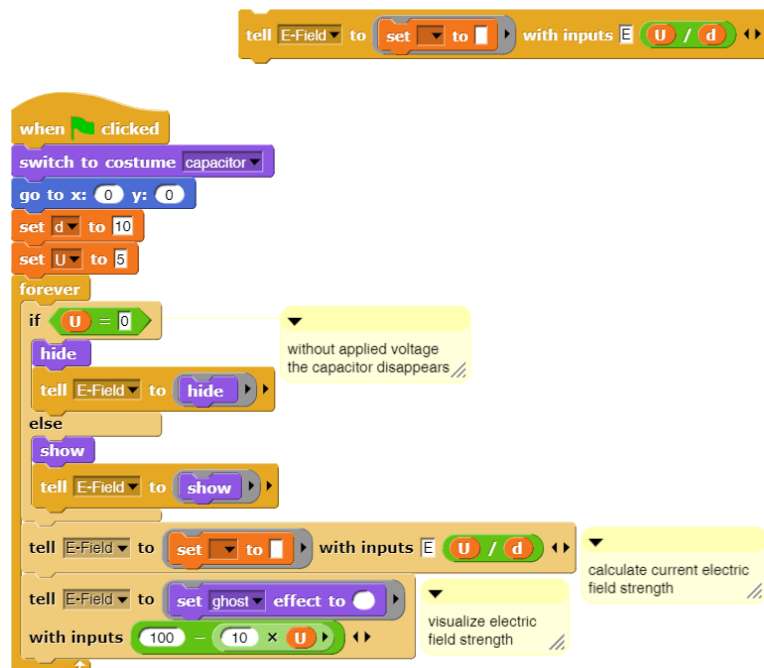 tell E-Field to set to with inputs E U / d
when clicked
switch to costume capacitor
go to x: 0 y: 0
set d to 10
set U to 5
forever
if U = 0
without applied voltage
the capacitor disappears
hide
tell E-Field to hide
else
show
tell E-Field to show
tell E-Field to set to with inputs E U / d
calculate current electric
field strength
tell E-Field to set ghost effect to
with inputs 100 - 10 × U
visualize electric
field strength